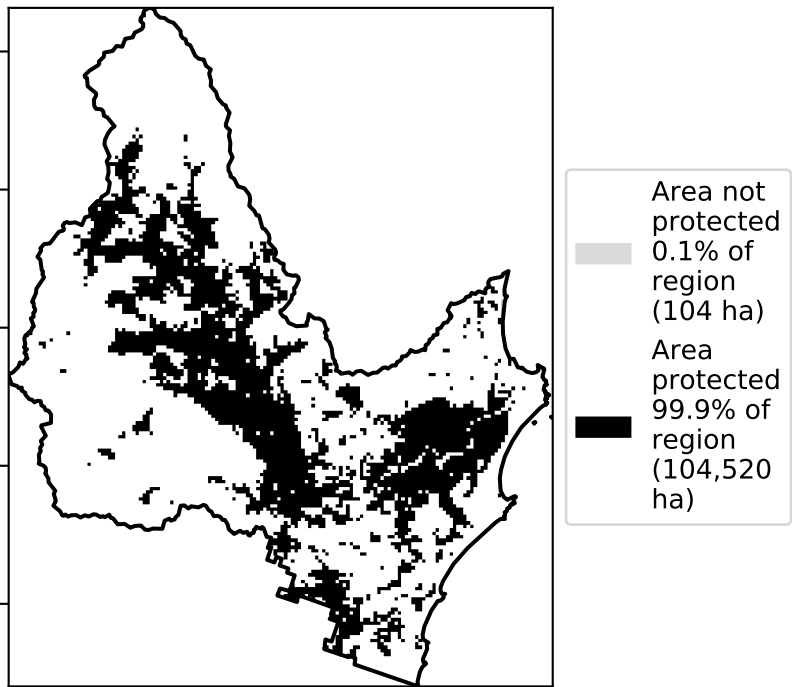 Area not
protected
0.1% of
region
(104 ha)
Area
protected
99.9% of
region
(104,520
ha)